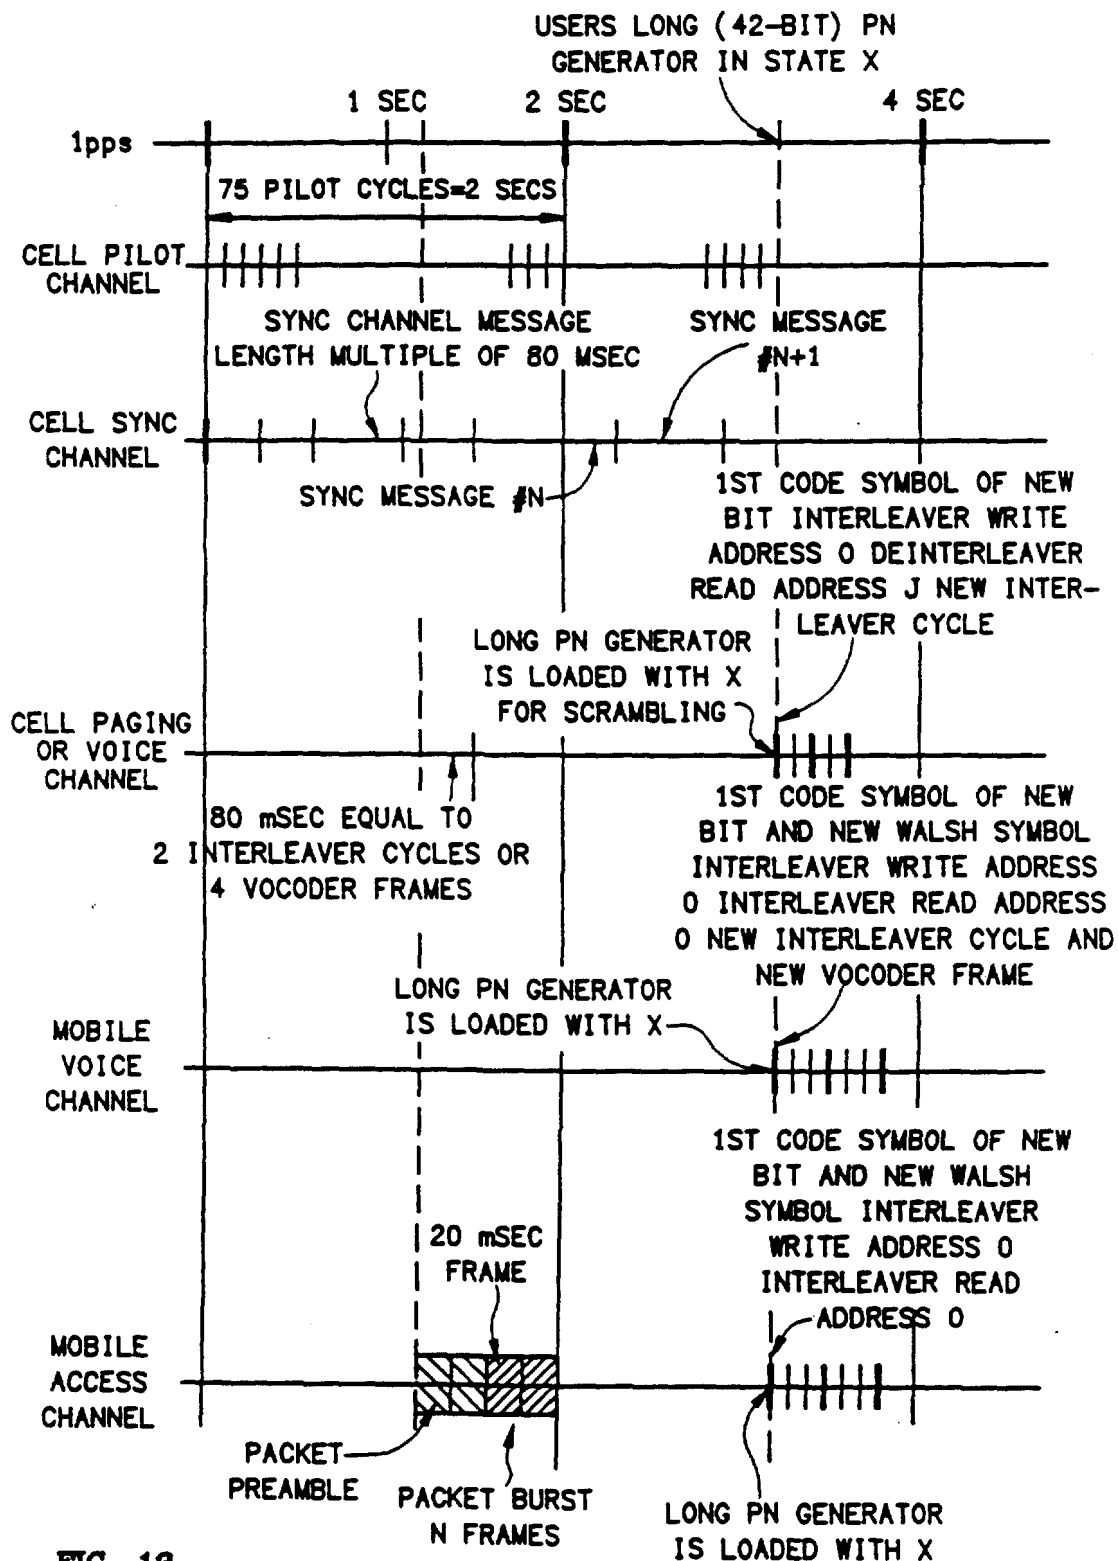 USERS LONG (42-BIT) PN
GENERATOR IN STATE X
1 SEC
2 SEC
4 SEC
1pps
75 PILOT CYCLES=2 SECS
CELL PILOT
CHANNEL
SYNC CHANNEL MESSAGE
LENGTH MULTIPLE OF 80 MSEC
SYNC MESSAGE
#N+1
CELL SYNC
CHANNEL
SYNC MESSAGE #N
1ST CODE SYMBOL OF NEW
BIT INTERLEAVER WRITE
ADDRESS 0 DEINTERLEAVER
READ ADDRESS J NEW INTER-
LEAVER CYCLE
LONG PN GENERATOR
IS LOADED WITH X
FOR SCRAMBLING
CELL PAGING
OR VOICE
CHANNEL
80 mSEC EQUAL TO
2 INTERLEAVER CYCLES OR
4 VOCODER FRAMES
1ST CODE SYMBOL OF NEW
BIT AND NEW WALSH SYMBOL
INTERLEAVER WRITE ADDRESS
0 INTERLEAVER READ ADDRESS
0 NEW INTERLEAVER CYCLE AND
NEW VOCODER FRAME
LONG PN GENERATOR
IS LOADED WITH X
MOBILE
VOICE
CHANNEL
1ST CODE SYMBOL OF NEW
BIT AND NEW WALSH
SYMBOL INTERLEAVER
WRITE ADDRESS 0
INTERLEAVER READ
ADDRESS 0
20 mSEC
FRAME
MOBILE
ACCESS
CHANNEL
PACKET
PREAMBLE
PACKET BURST
N FRAMES
LONG PN GENERATOR
IS LOADED WITH X